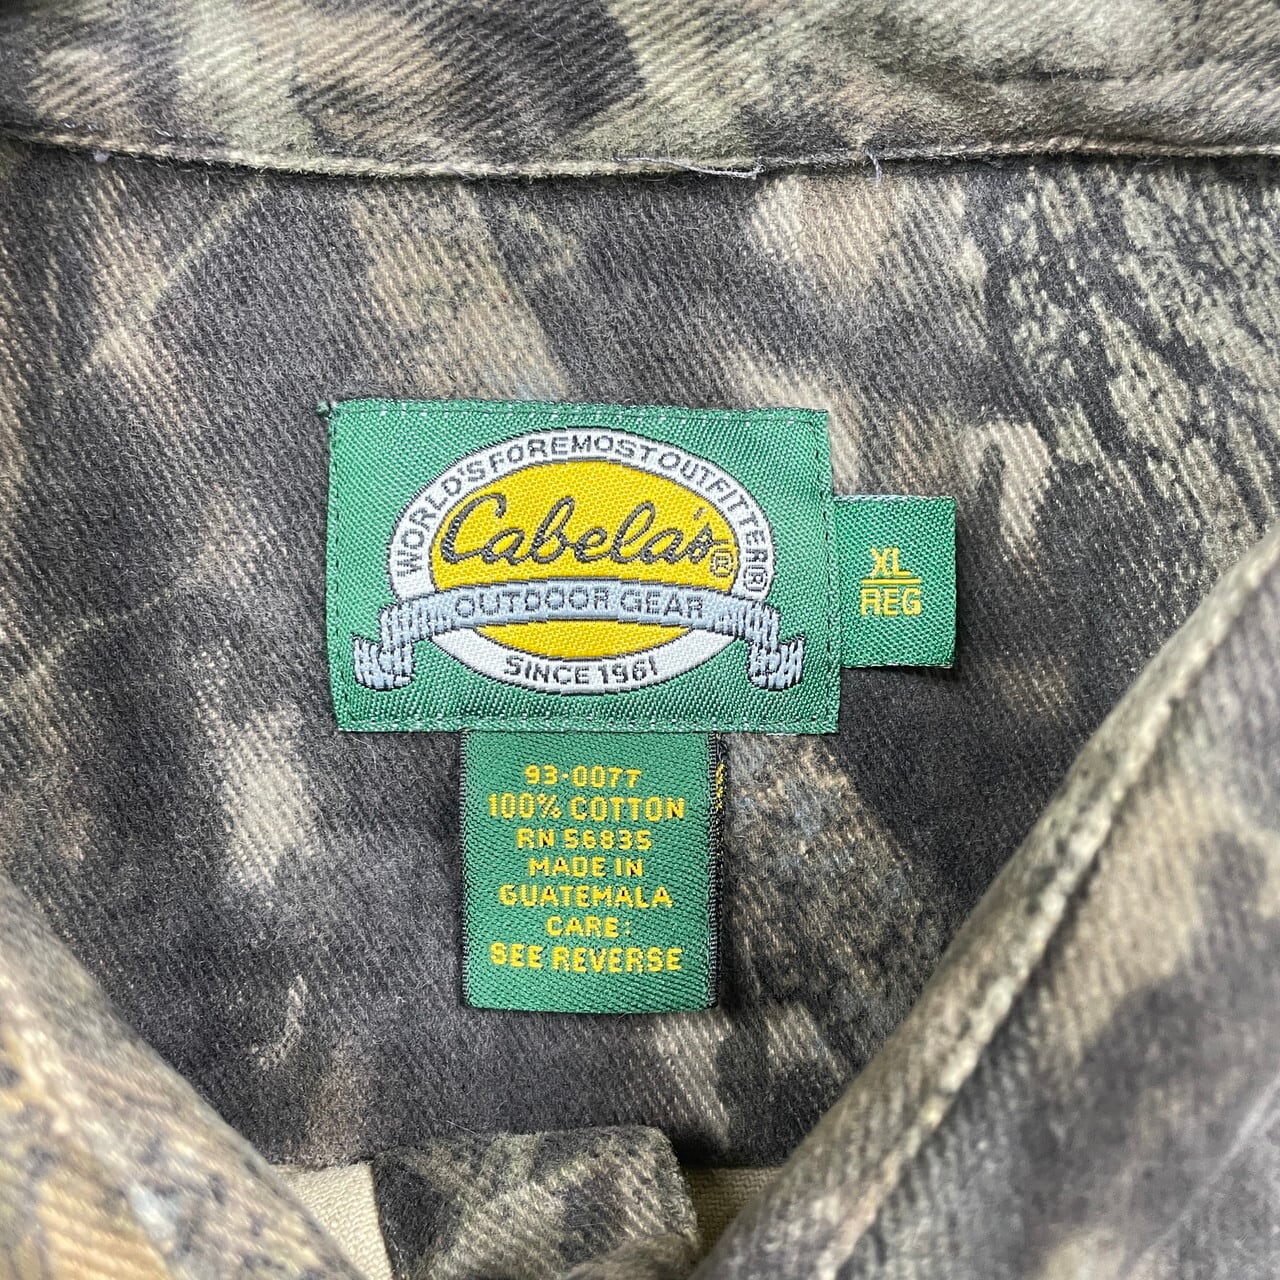 WORLD'S FOREMOST OUTFITTER®
Cabela's®
OUTDOOR GEAR
SINCE 1961
XL
REG
93-0077
100% COTTON
RN 56835
MADE IN
GUATEMALA
CARE:
SEE REVERSE